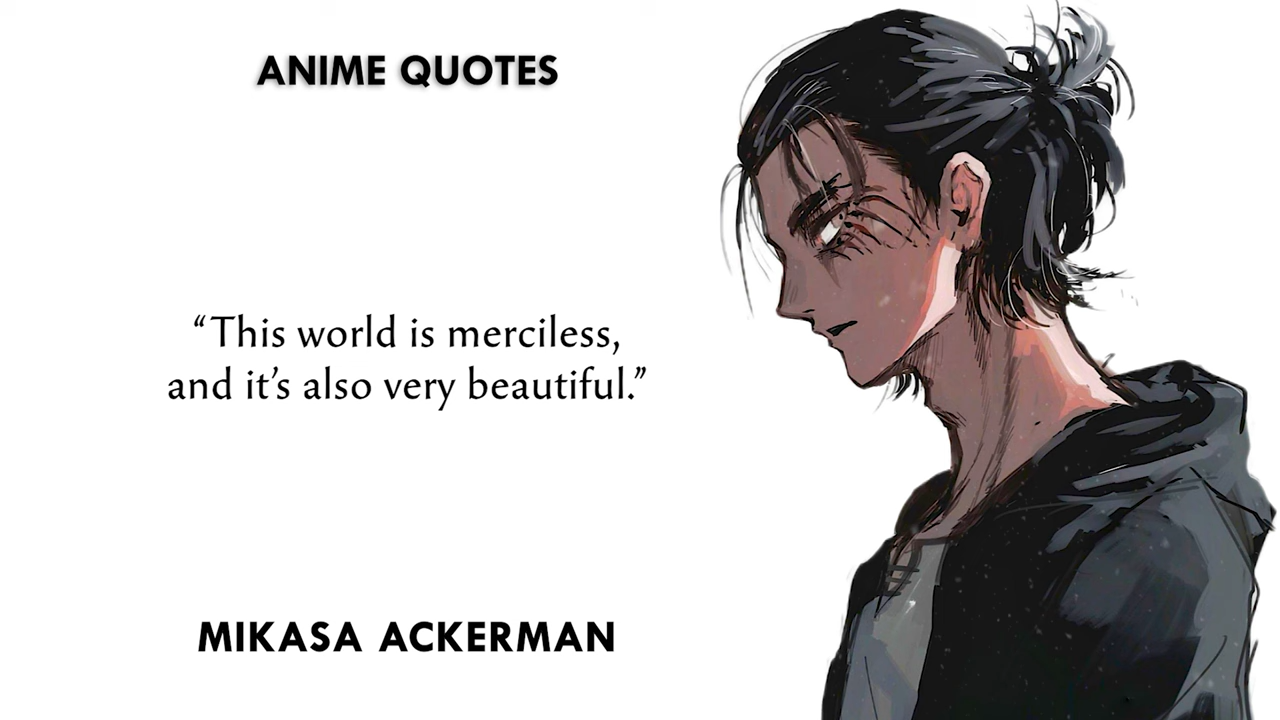 ANIME QUOTES
“This world is merciless,
and it’s also very beautiful.”
MIKASA ACKERMAN